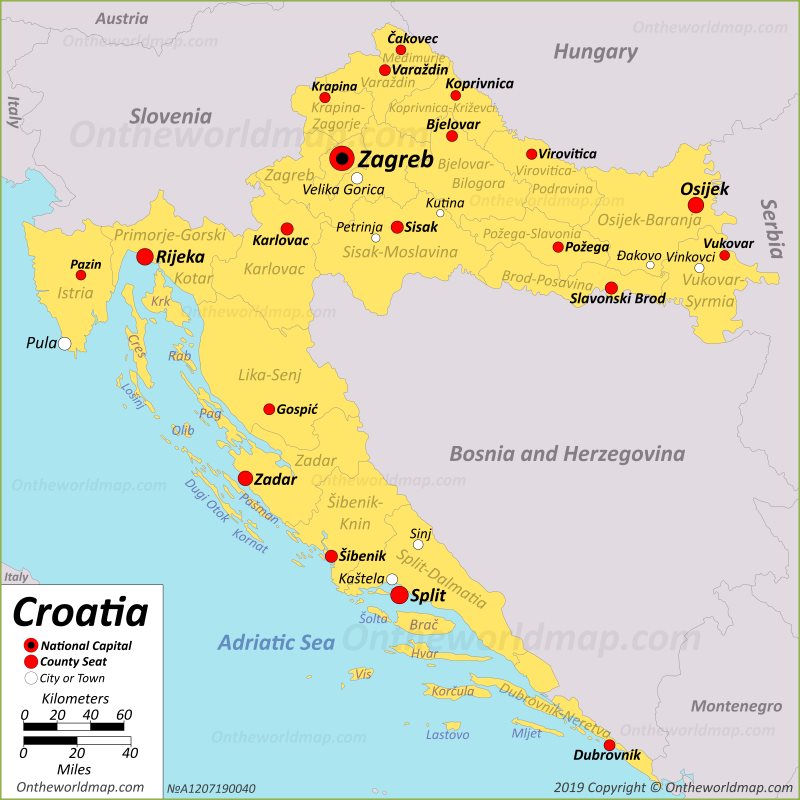 Austria
Ontheworldmap.com
Ontheworldmap.com
Hungary
Italy
Slovenia
Ontheworldmap.com
Čakovec
Međimurje
Varaždin
Varaždin
Krapina
Krapina-
Zagorje
Koprivnica
Koprivnica-Križevci
Bjelovar
Bjelovar-
Bilogora
Zagreb
Zagreb
Velika Gorica
Virovitica
Virovitica-
Podravina
Osijek
Osijek-Baranja
Serbia
Kutina
Petrinja
Sisak
Sisak-Moslavina
Karlovac
Karlovac
Primorje-Gorski
Kotar
Rijeka
Pazin
Istria
Pula
Požega-Slavonia
Požega
Đakovo
Vinkovci
Vukovar
Vukovar-
Syrmia
Brod-Posavina
Slavonski Brod
Krk
Cres
Rab
Lošinj
Pag
Olib
Ontheworldmap.com
Ontheworldmap.com
Lika-Senj
Gospić
Bosnia and Herzegovina
Zadar
Zadar
Ontheworldmap.com
Ontheworldmap.com
Dugi Otok
Pašman
Kornat
Šibenik-
Knin
Šibenik
Sinj
Split-Dalmatia
Kaštela
Split
Šolta
Brač
Hvar
Vis
Korčula
Lastovo
Mljet
Adriatic Sea
Ontheworldmap.com
Dubrovnik-Neretva
Dubrovnik
Montenegro
Ontheworldmap.com
Ontheworldmap.com
Italy
Croatia
National Capital
County Seat
City or Town
Kilometers
0 20 40 60
0 20 40
Miles
Ontheworldmap.com
№A1207190040
2019 Copyright © Ontheworldmap.com